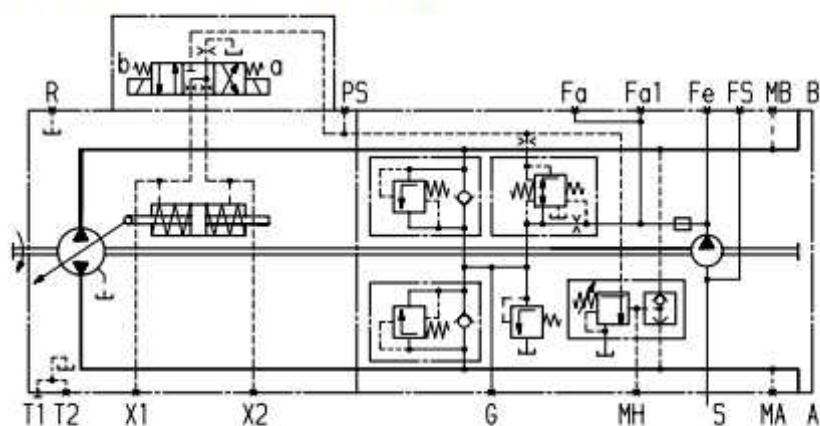 b a
R PS Fa Fa1 Fe FS MB B
T1 T2 X1 X2 G MH S MA A